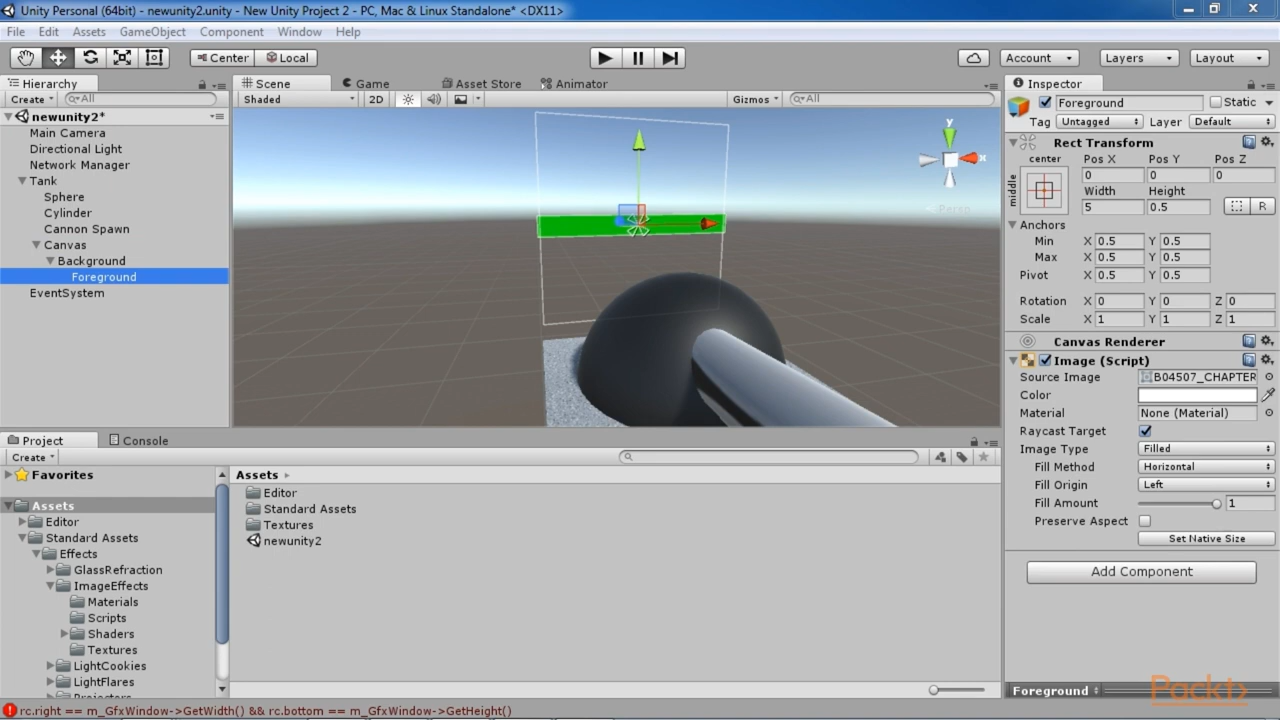 Unity Personal (64bit) - newunity2.unity - New Unity Project 2 - PC, Mac & Linux Standalone* <DX11>
File Edit Assets GameObject Component Window Help
Center Local Account Layers Layout
Hierarchy
Create All
newunity2*
Main Camera
Directional Light
Network Manager
Tank
Sphere
Cylinder
Cannon Spawn
Canvas
Background
Foreground
EventSystem
Scene Game Asset Store Animator
Shaded 2D Gizmos All
y
x
Persp
Inspector
Foreground Static
Tag Untagged Layer Default
Rect Transform
center Pos X Pos Y Pos Z
middle 0 0 0
Width Height
5 0.5 R
Anchors
Min X 0.5 Y 0.5
Max X 0.5 Y 0.5
Pivot X 0.5 Y 0.5
Rotation X 0 Y 0 Z 0
Scale X 1 Y 1 Z 1
Canvas Renderer
Image (Script)
Source Image B04507_CHAPTER
Color
Material None (Material)
Raycast Target
Image Type Filled
Fill Method Horizontal
Fill Origin Left
Fill Amount 1
Preserve Aspect
Set Native Size
Add Component
Foreground
Packt>
Project Console
Create
Favorites
Assets
Editor
Standard Assets
Effects
GlassRefraction
ImageEffects
Materials
Scripts
Shaders
Textures
LightCookies
LightFlares
Projectors
Assets
Editor
Standard Assets
Textures
newunity2
rc.right == m_GfxWindow->GetWidth() && rc.bottom == m_GfxWindow->GetHeight()